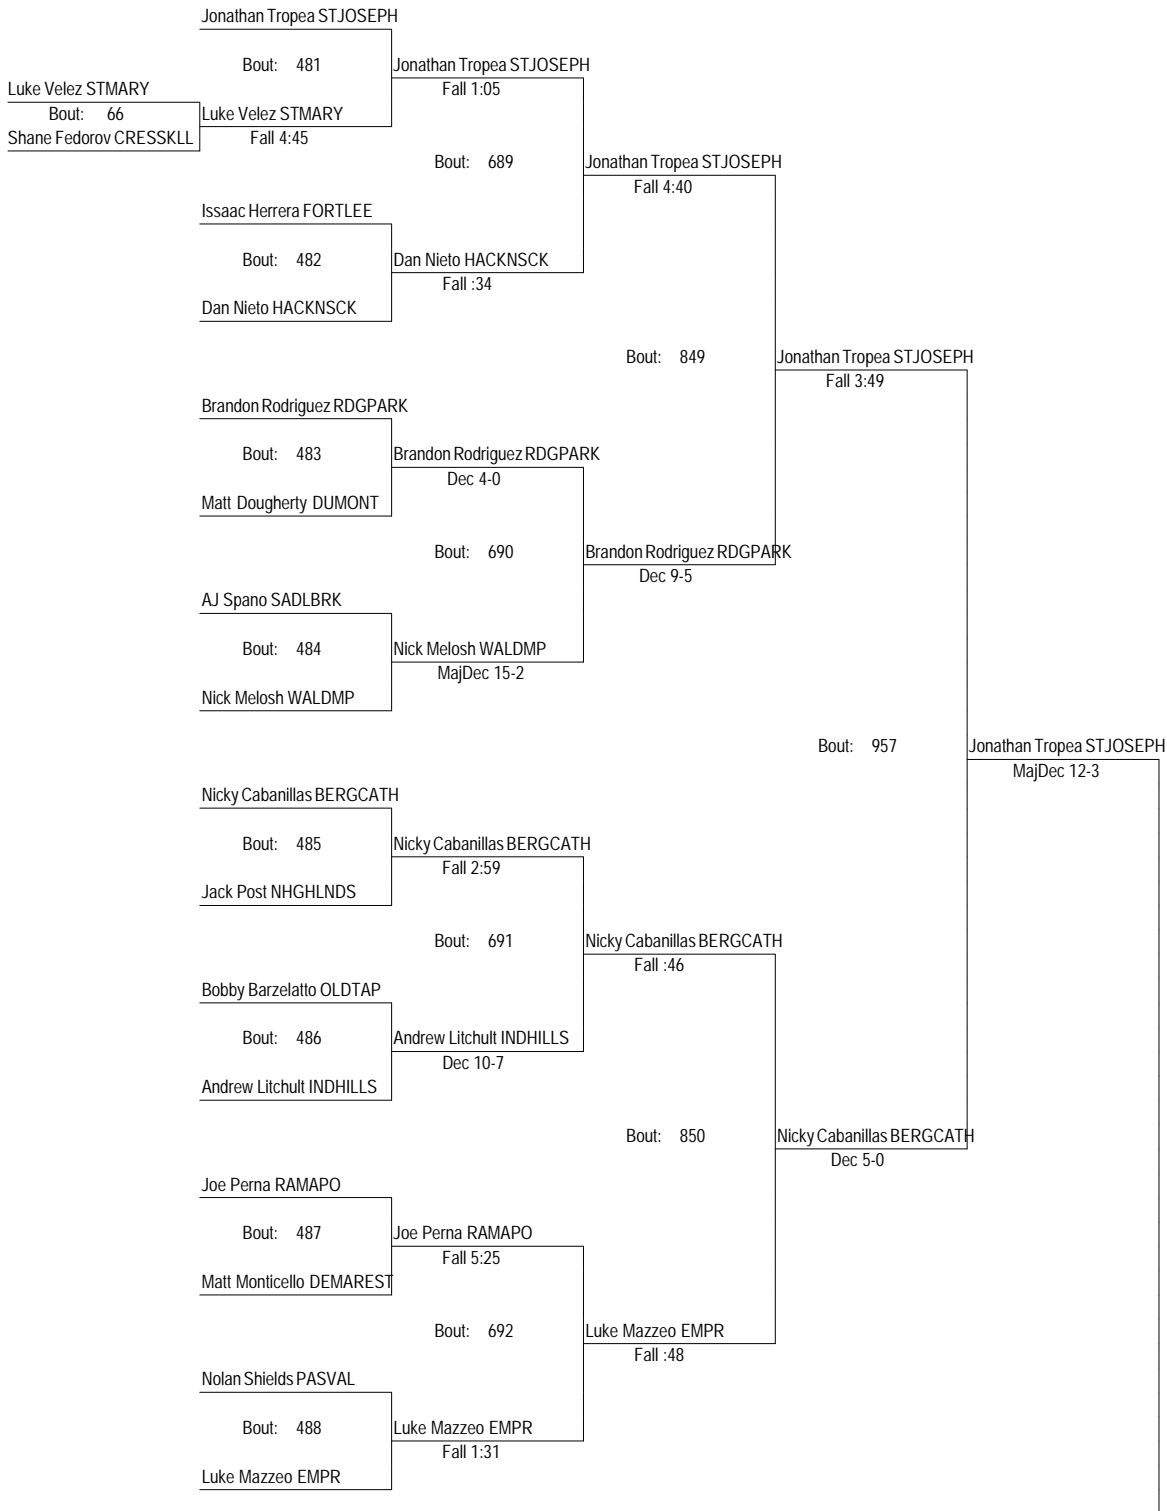 Jonathan Tropea STJOSEPH
Bout: 481
Jonathan Tropea STJOSEPH
Fall 1:05
Luke Velez STMARY
Bout: 66
Luke Velez STMARY
Shane Fedorov CRESSKLL
Fall 4:45
Bout: 689
Jonathan Tropea STJOSEPH
Fall 4:40
Issaac Herrera FORTLEE
Bout: 482
Dan Nieto HACKNSCK
Fall :34
Dan Nieto HACKNSCK
Bout: 849
Jonathan Tropea STJOSEPH
Fall 3:49
Brandon Rodriguez RDGPARK
Bout: 483
Brandon Rodriguez RDGPARK
Dec 4-0
Matt Dougherty DUMONT
Bout: 690
Brandon Rodriguez RDGPARK
Dec 9-5
AJ Spano SADLBRK
Bout: 484
Nick Melosh WALDMP
MajDec 15-2
Nick Melosh WALDMP
Bout: 957
Jonathan Tropea STJOSEPH
MajDec 12-3
Nicky Cabanillas BERGCATH
Bout: 485
Nicky Cabanillas BERGCATH
Fall 2:59
Jack Post NHGHLNDS
Bout: 691
Nicky Cabanillas BERGCATH
Fall :46
Bobby Barzelatto OLDTAP
Bout: 486
Andrew Litchult INDHILLS
Dec 10-7
Andrew Litchult INDHILLS
Bout: 850
Nicky Cabanillas BERGCATH
Dec 5-0
Joe Perna RAMAPO
Bout: 487
Joe Perna RAMAPO
Fall 5:25
Matt Monticello DEMAREST
Bout: 692
Luke Mazzeo EMPR
Fall :48
Nolan Shields PASVAL
Bout: 488
Luke Mazzeo EMPR
Fall 1:31
Luke Mazzeo EMPR